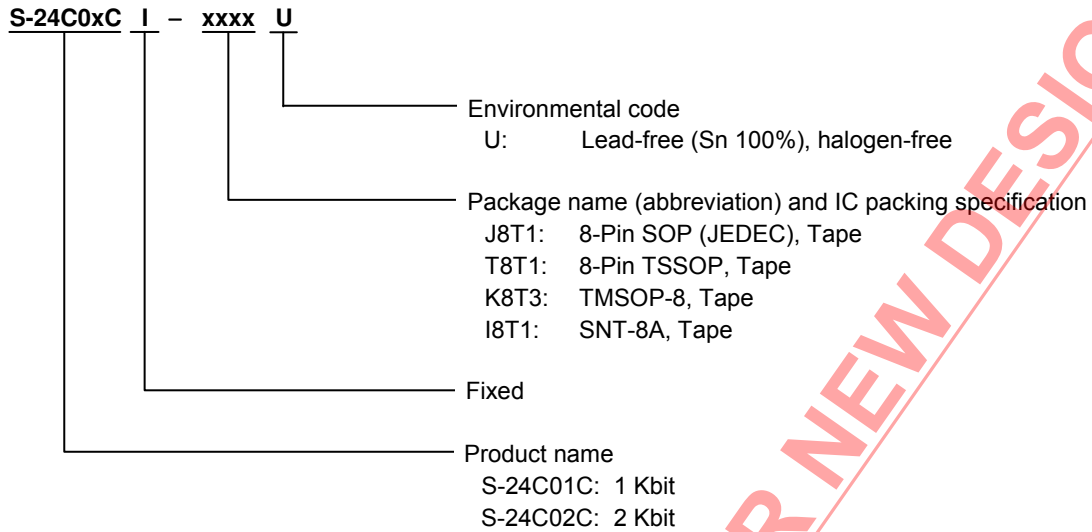 S-24C0xC I – xxxx U
Environmental code
U: Lead-free (Sn 100%), halogen-free
Package name (abbreviation) and IC packing specification
J8T1: 8-Pin SOP (JEDEC), Tape
T8T1: 8-Pin TSSOP, Tape
K8T3: TMSOP-8, Tape
I8T1: SNT-8A, Tape
Fixed
Product name
S-24C01C: 1 Kbit
S-24C02C: 2 Kbit
R NEW DESIG